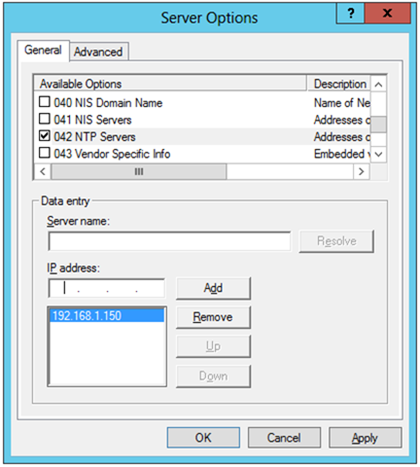 Server Options
? x
General Advanced
Available Options Description
040 NIS Domain Name Name of Ne
041 NIS Servers Addresses o
042 NTP Servers Addresses o
043 Vendor Specific Info Embedded v
Data entry
Server name:
Resolve
IP address:
. . . Add
192.168.1.150 Remove
Up
Down
OK Cancel Apply